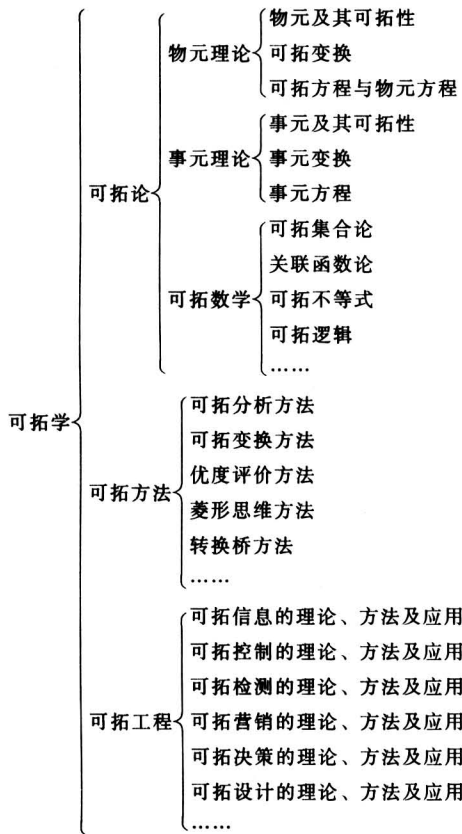 物元及其可拓性
物元理论
可拓变换
可拓方程与物元方程
事元及其可拓性
事元理论
事元变换
可拓论
事元方程
可拓集合论
关联函数论
可拓数学
可拓不等式
可拓逻辑
……
可拓学
可拓分析方法
可拓变换方法
优度评价方法
可拓方法
菱形思维方法
转换桥方法
……
可拓信息的理论、方法及应用
可拓控制的理论、方法及应用
可拓检测的理论、方法及应用
可拓工程
可拓营销的理论、方法及应用
可拓决策的理论、方法及应用
可拓设计的理论、方法及应用
……